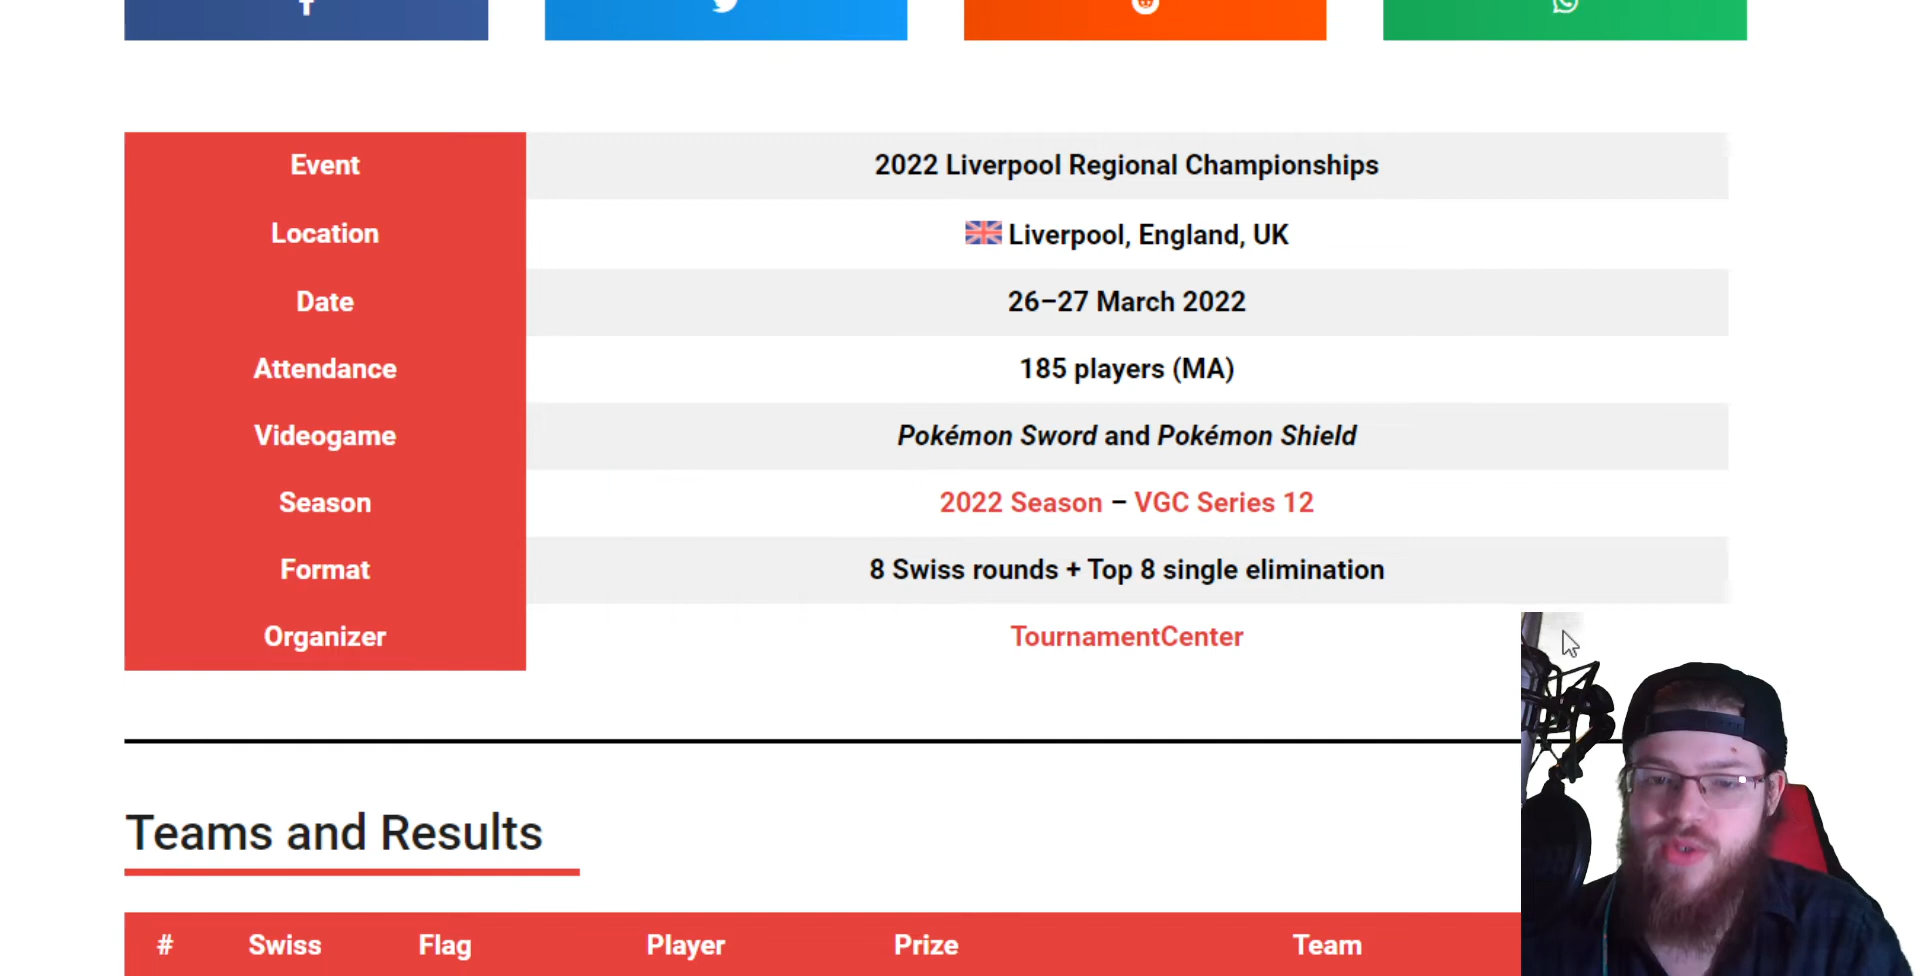 Event 2022 Liverpool Regional Championships
Location Liverpool, England, UK
Date 26–27 March 2022
Attendance 185 players (MA)
Videogame Pokémon Sword and Pokémon Shield
Season 2022 Season – VGC Series 12
Format 8 Swiss rounds + Top 8 single elimination
Organizer TournamentCenter
Teams and Results
# Swiss Flag Player Prize Team